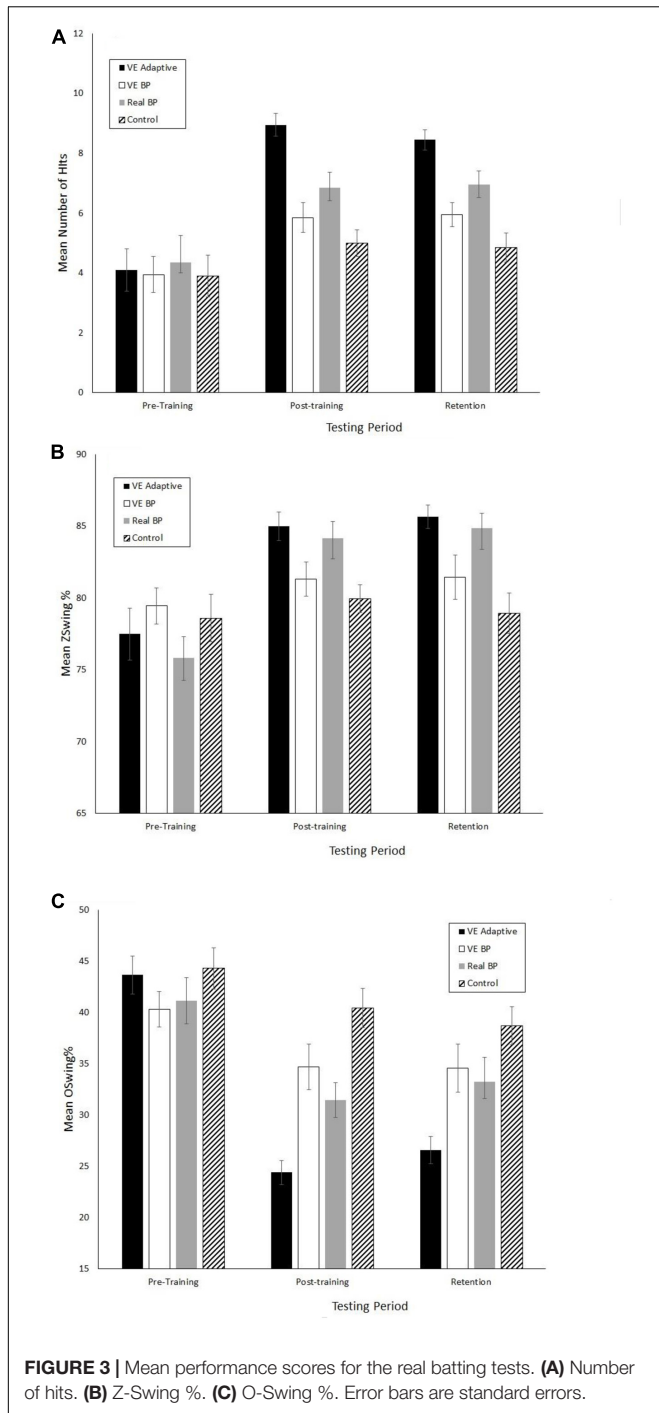 A
12
VE Adaptive
VE BP
Real BP
Control
10
8
6
4
2
0
Mean Number of HIts
Pre-Training
Post-training
Retention
Testing Period
B
90
VE Adaptive
VE BP
Real BP
Control
85
80
75
70
65
Mean ZSwing %
Pre-Training
Post-training
Retention
Testing Period
C
50
VE Adaptive
VE BP
Real BP
Control
45
40
35
30
25
20
15
Mean OSwing%
Pre-Training
Post-training
Retention
Testing Period
FIGURE 3 | Mean performance scores for the real batting tests. (A) Number
of hits. (B) Z-Swing %. (C) O-Swing %. Error bars are standard errors.